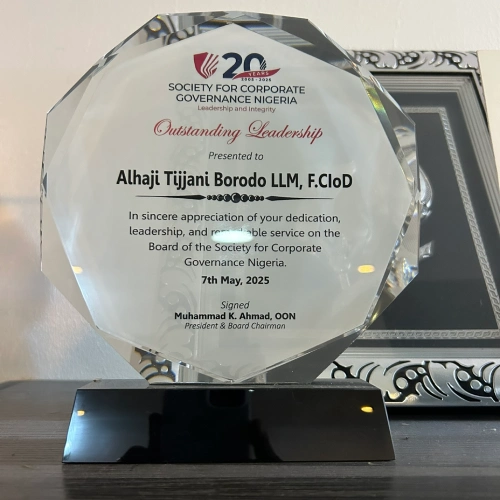 20
YEARS
2005 - 2025
SOCIETY FOR CORPORATE
GOVERNANCE NIGERIA
Leadership and Integrity
Outstanding Leadership
Presented to
Alhaji Tijjani Borodo LLM, F.CIoD
In sincere appreciation of your dedication,
leadership, and service on the
Board of the Society for Corporate
Governance Nigeria.
7th May, 2025
Signed
Muhammad K. Ahmad, OON
President & Board Chairman